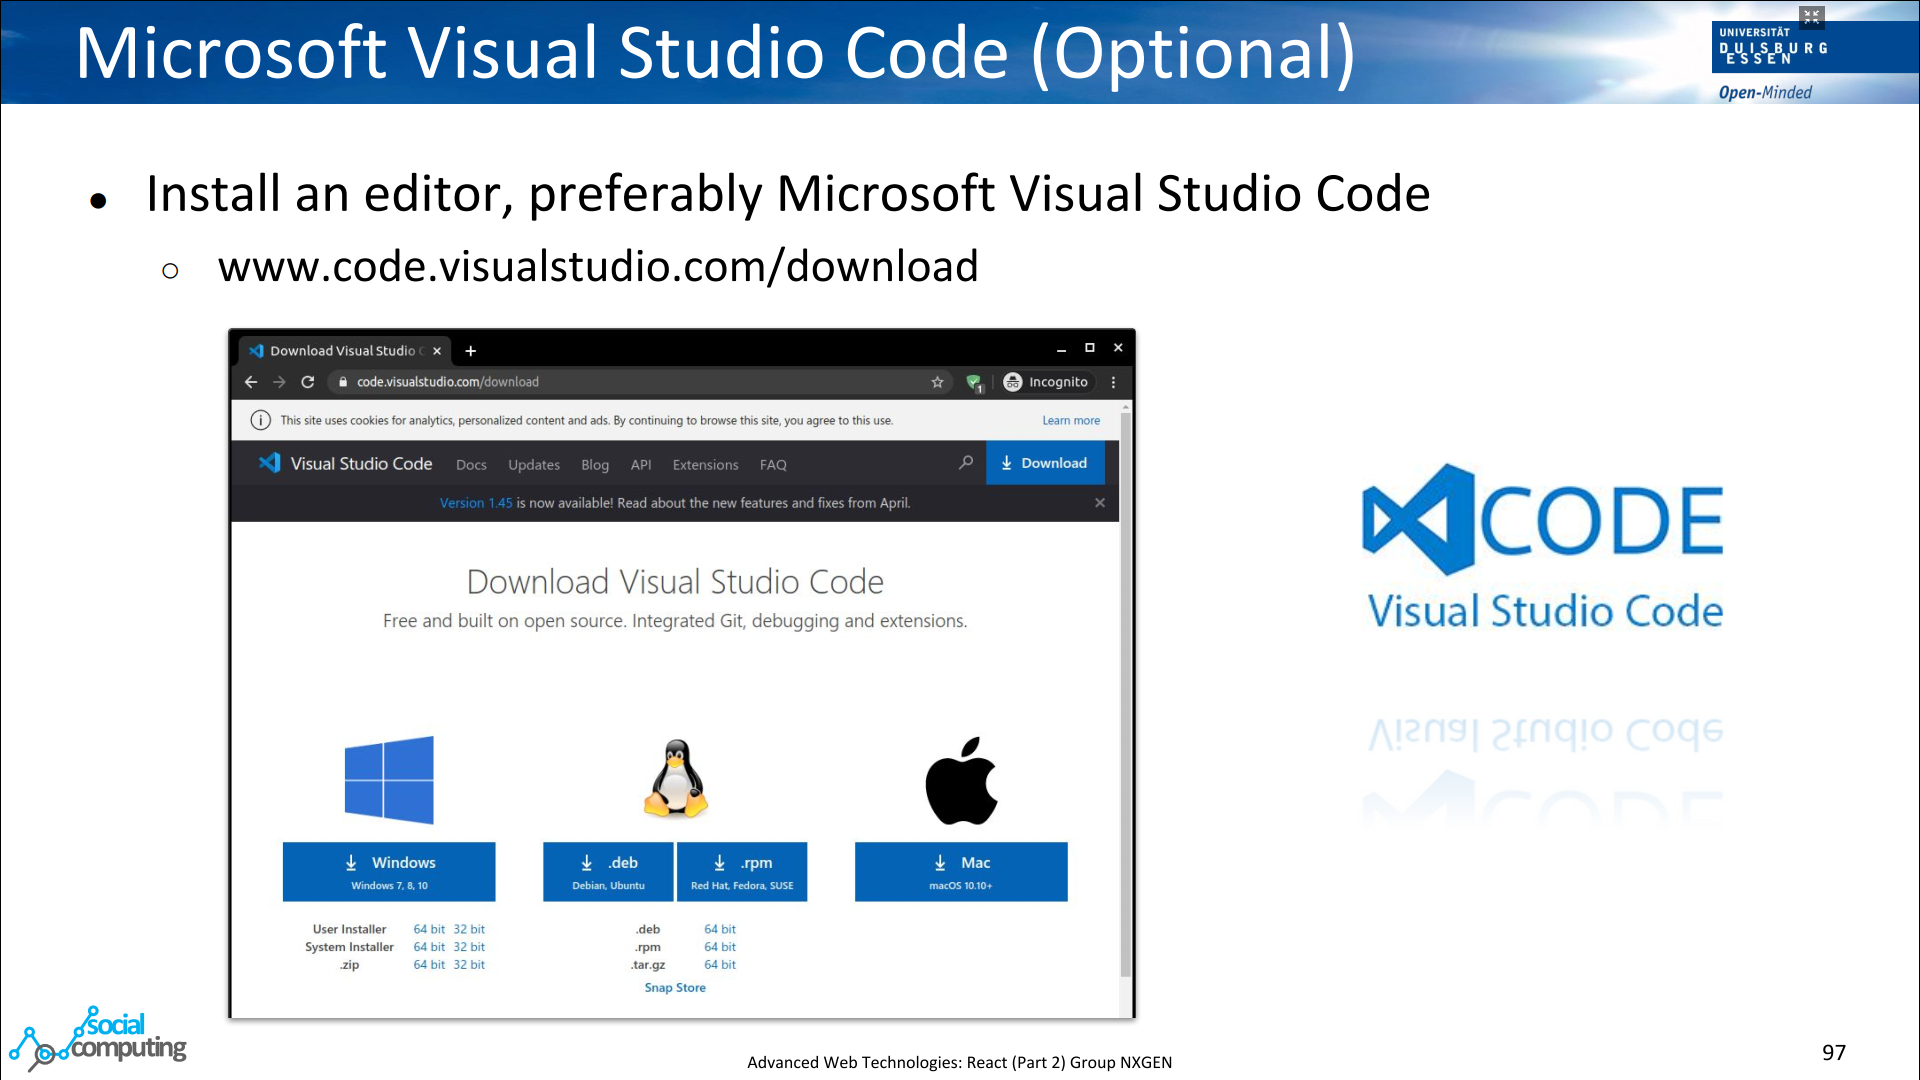 Microsoft Visual Studio Code (Optional)
UNIVERSITÄT
DUISBURG
ESSEN
Open-Minded
● Install an editor, preferably Microsoft Visual Studio Code
○ www.code.visualstudio.com/download
Download Visual Studio C
code.visualstudio.com/download
1
Incognito
This site uses cookies for analytics, personalized content and ads. By continuing to browse this site, you agree to this use.
Learn more
Visual Studio Code Docs Updates Blog API Extensions FAQ
Download
Version 1.45 is now available! Read about the new features and fixes from April.
Download Visual Studio Code
Free and built on open source. Integrated Git, debugging and extensions.
Windows
Windows 7, 8, 10
.deb
Debian, Ubuntu
.rpm
Red Hat, Fedora, SUSE
Mac
macOS 10.10+
User Installer 64 bit 32 bit
System Installer 64 bit 32 bit
.zip 64 bit 32 bit
.deb 64 bit
.rpm 64 bit
.tar.gz 64 bit
Snap Store
CODE
Visual Studio Code
Visual Studio Code
CODE
social
computing
Advanced Web Technologies: React (Part 2) Group NXGEN
97